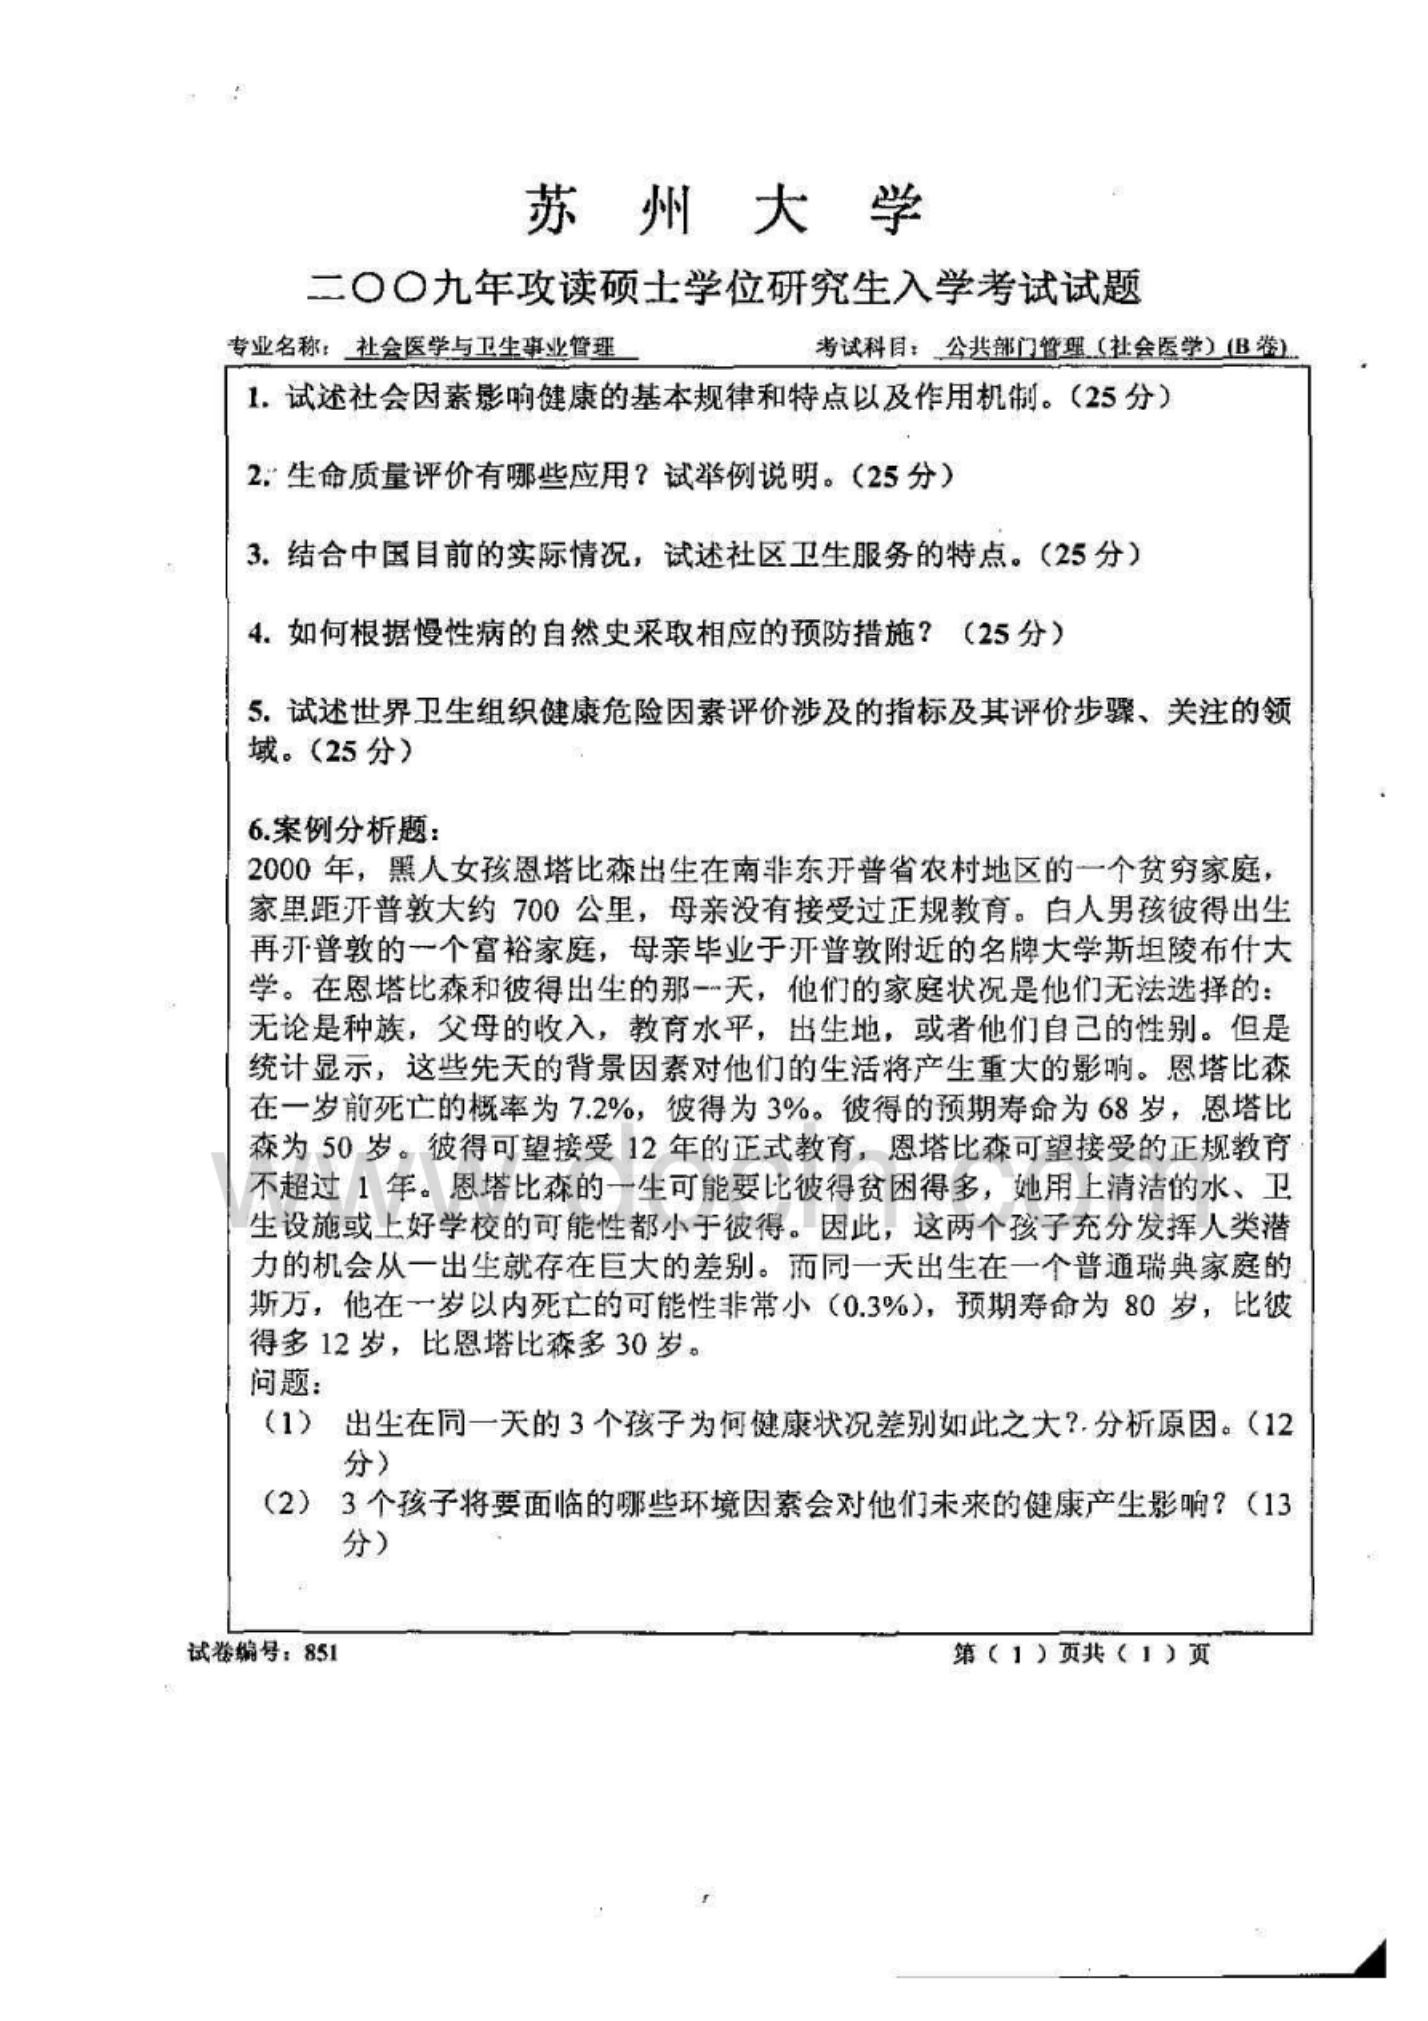 苏 州 大 学
二〇〇九年攻读硕士学位研究生入学考试试题
专业名称： 社会医学与卫生事业管理 考试科目： 公共部门管理（社会医学）(B 卷)
1. 试述社会因素影响健康的基本规律和特点以及作用机制。（25 分）
2. 生命质量评价有哪些应用？试举例说明。（25 分）
3. 结合中国目前的实际情况，试述社区卫生服务的特点。（25 分）
4. 如何根据慢性病的自然史采取相应的预防措施？（25 分）
5. 试述世界卫生组织健康危险因素评价涉及的指标及其评价步骤、关注的领
域。（25 分）
6.案例分析题：
2000 年，黑人女孩恩塔比森出生在南非东开普省农村地区的一个贫穷家庭，
家里距开普敦大约 700 公里，母亲没有接受过正规教育。白人男孩彼得出生
再开普敦的一个富裕家庭，母亲毕业于开普敦附近的名牌大学斯坦陵布什大
学。在恩塔比森和彼得出生的那一天，他们的家庭状况是他们无法选择的：
无论是种族，父母的收入，教育水平，出生地，或者他们自己的性别。但是
统计显示，这些先天的背景因素对他们的生活将产生重大的影响。恩塔比森
在一岁前死亡的概率为 7.2%，彼得为 3%。彼得的预期寿命为 68 岁，恩塔比
森为 50 岁。彼得可望接受 12 年的正式教育，恩塔比森可望接受的正规教育
不超过 1 年。恩塔比森的一生可能要比彼得贫困得多，她用上清洁的水、卫
生设施或上好学校的可能性都小于彼得。因此，这两个孩子充分发挥人类潜
力的机会从一出生就存在巨大的差别。而同一天出生在一个普通瑞典家庭的
斯万，他在一岁以内死亡的可能性非常小（0.3%），预期寿命为 80 岁，比彼
得多 12 岁，比恩塔比森多 30 岁。
问题：
（1） 出生在同一天的 3 个孩子为何健康状况差别如此之大？分析原因。（12
分）
（2） 3 个孩子将要面临的哪些环境因素会对他们未来的健康产生影响？（13
分）
试卷编号：851 第（ 1 ）页共（ 1 ）页
www.docin.com